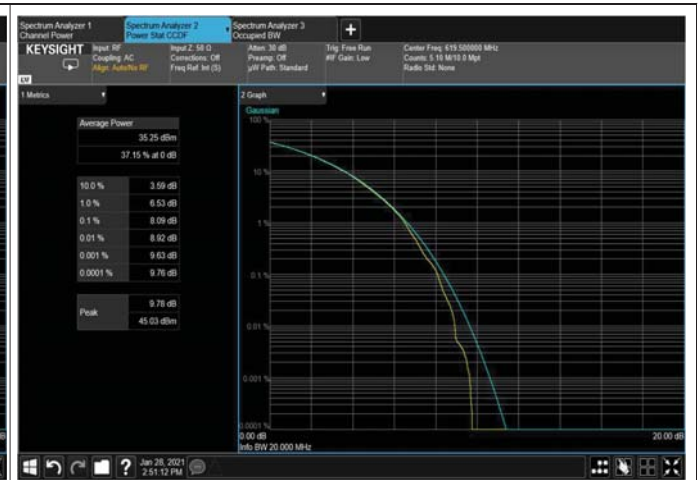 Spectrum Analyzer 1
Channel Power
Spectrum Analyzer 2
Power Stat CCDF
Spectrum Analyzer 3
Occupied BW
+
KEYSIGHT
Input: RF
Coupling: AC
Align: Auto/No RF
Input Z: 50 Ω
Corrections: Off
Freq Ref: Int (S)
Atten: 30 dB
Preamp: Off
µW Path: Standard
Trig: Free Run
#IF Gain: Low
Center Freq: 619.500000 MHz
Counts: 5.10 M/10.0 Mpt
Radio Std: None
LXI
1 Metrics
Average Power
35.25 dBm
37.15 % at 0 dB
10.0 % 3.59 dB
1.0 % 6.53 dB
0.1 % 8.09 dB
0.01 % 8.92 dB
0.001 % 9.63 dB
0.0001 % 9.76 dB
Peak
9.78 dB
45.03 dBm
2 Graph
Gaussian
100 %
10 %
1 %
0.1 %
0.01 %
0.001 %
0.0001 %
0.00 dB
20.00 dB
Info BW 20.000 MHz
?
Jan 28, 2021
2:51:12 PM